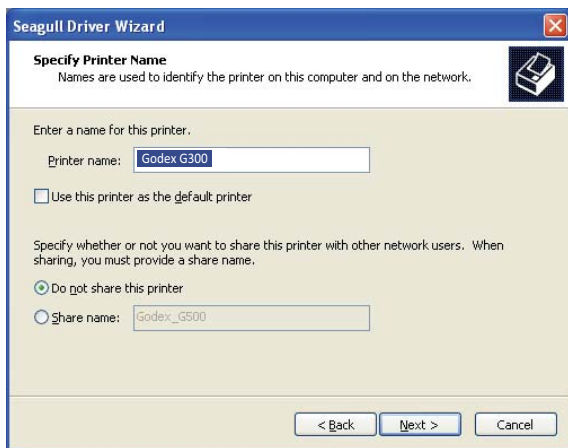 Seagull Driver Wizard
Specify Printer Name
Names are used to identify the printer on this computer and on the network.
Enter a name for this printer.
Printer name: Godex G300
Use this printer as the default printer
Specify whether or not you want to share this printer with other network users. When
sharing, you must provide a share name.
Do not share this printer
Share name: Godex_G500
< Back Next > Cancel